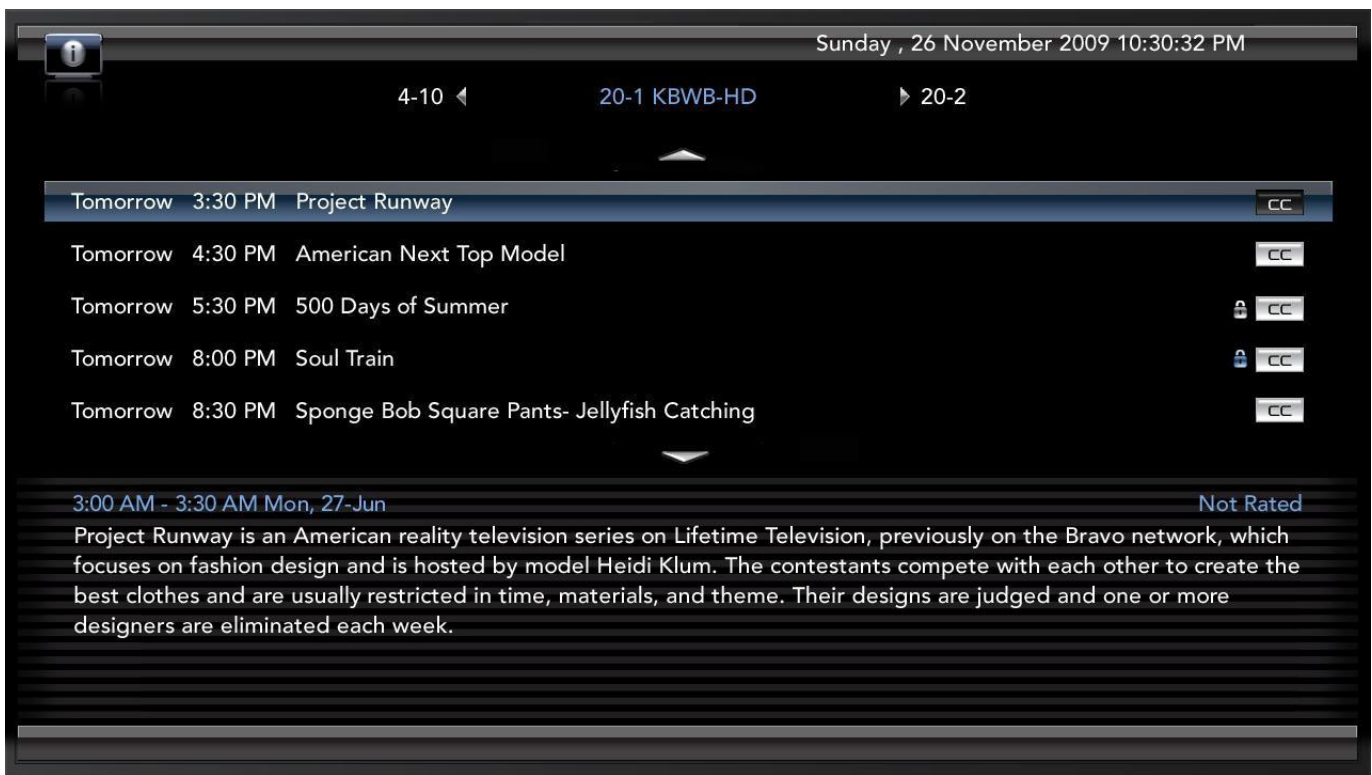 i
Sunday , 26 November 2009 10:30:32 PM
4-10 20-1 KBWB-HD 20-2
Tomorrow 3:30 PM Project Runway CC
Tomorrow 4:30 PM American Next Top Model CC
Tomorrow 5:30 PM 500 Days of Summer CC
Tomorrow 8:00 PM Soul Train CC
Tomorrow 8:30 PM Sponge Bob Square Pants- Jellyfish Catching CC
3:00 AM - 3:30 AM Mon, 27-Jun Not Rated
Project Runway is an American reality television series on Lifetime Television, previously on the Bravo network, which
focuses on fashion design and is hosted by model Heidi Klum. The contestants compete with each other to create the
best clothes and are usually restricted in time, materials, and theme. Their designs are judged and one or more
designers are eliminated each week.